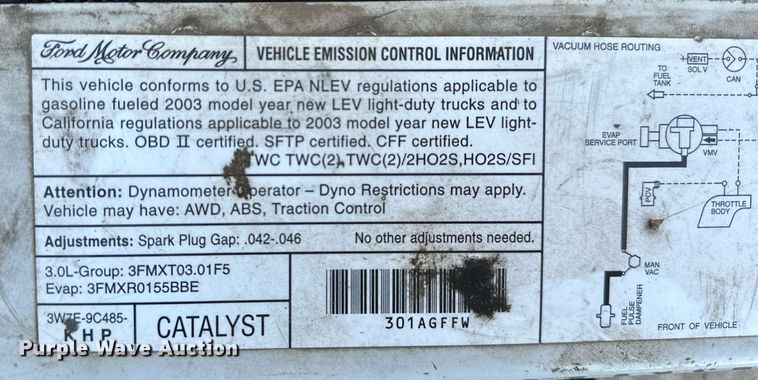 Ford Motor Company
VEHICLE EMISSION CONTROL INFORMATION
This vehicle conforms to U.S. EPA NLEV regulations applicable to
gasoline fueled 2003 model year new LEV light-duty trucks and to
California regulations applicable to 2003 model year new LEV light-
duty trucks. OBD II certified. SFTP certified. CFF certified.
TWC TWC(2),TWC(2)/2HO2S,HO2S/SFI
Attention: Dynamometer Operator – Dyno Restrictions may apply.
Vehicle may have: AWD, ABS, Traction Control
Adjustments: Spark Plug Gap: .042-.046 No other adjustments needed.
3.0L-Group: 3FMXT03.01F5
Evap: 3FMXR0155BBE
3W7E-9C485-
KHP
CATALYST
301AGFFW
VACUUM HOSE ROUTING
VENT
SOL V
CAN
TO
FUEL
TANK
EVAP
SERVICE PORT
VMV
PCV
THROTTLE
BODY
MAN
VAC
FUEL
PULSE
DAMPENER
FRONT OF VEHICLE
Purple Wave Auction